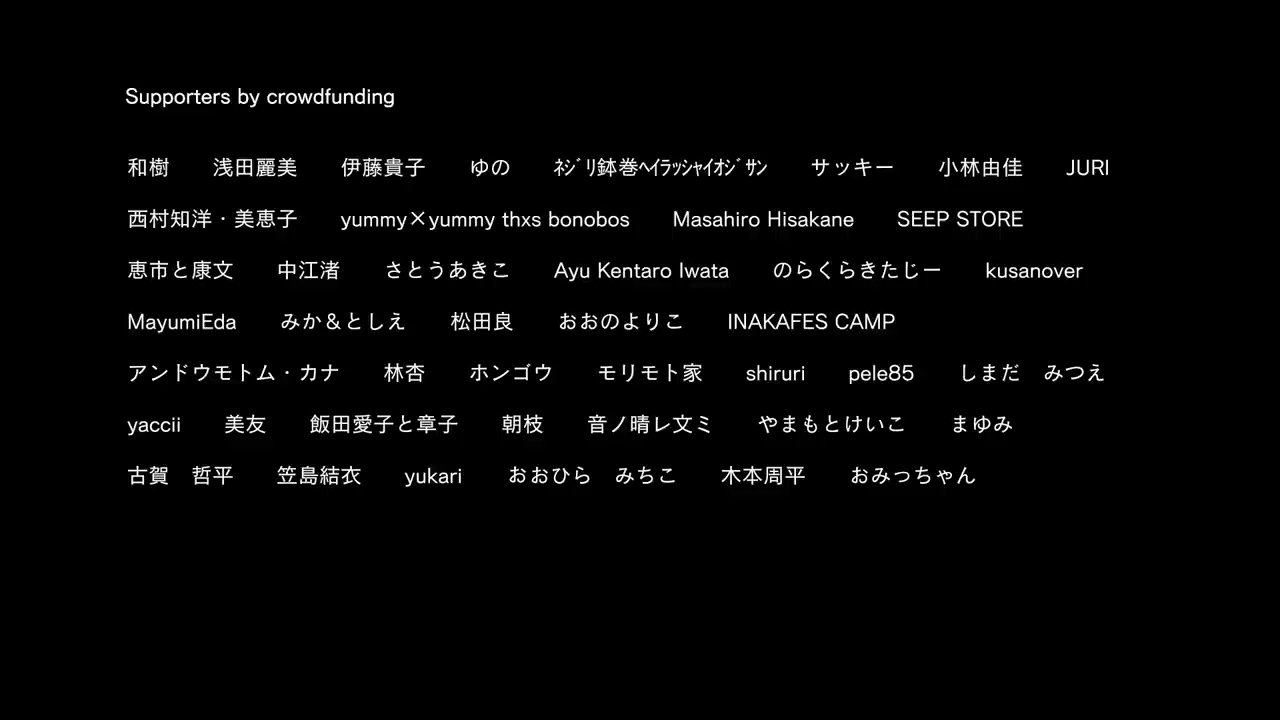 Supporters by crowdfunding
和樹　　浅田麗美　　伊藤貴子　　ゆの　　ﾈｼﾞﾘ鉢巻ﾍｲﾗｯｼｬｲｵｼﾞｻﾝ　　サッキー　　小林由佳　　JURI
西村知洋・美恵子　　yummy×yummy thxs bonobos　　Masahiro Hisakane　　SEEP STORE
恵市と康文　　中江渚　　さとうあきこ　　Ayu Kentaro Iwata　　のらくらきたじー　　kusanover
MayumiEda　　みか＆としえ　　松田良　　おおのよりこ　　INAKAFES CAMP
アンドウモトム・カナ　　林杏　　ホンゴウ　　モリモト家　　shiruri　　pele85　　しまだ　みつえ
yaccii　　美友　　飯田愛子と章子　　朝枝　　音ノ晴レ文ミ　　やまもとけいこ　　まゆみ
古賀　哲平　　笠島結衣　　yukari　　おおひら　みちこ　　木本周平　　おみっちゃん